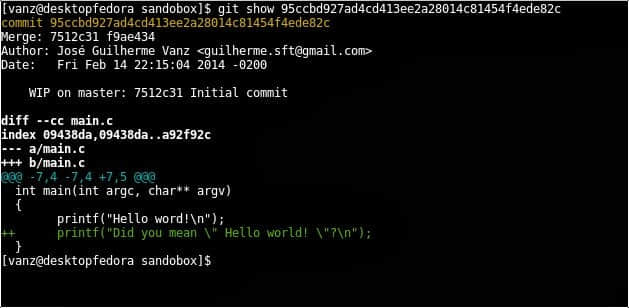 [vanz@desktopfedora sandobox]$ git show 95ccbd927ad4cd413ee2a28014c81454f4ede82c
commit 95ccbd927ad4cd413ee2a28014c81454f4ede82c
Merge: 7512c31 f9ae434
Author: José Guilherme Vanz <guilherme.sft@gmail.com>
Date:   Fri Feb 14 22:15:04 2014 -0200

    WIP on master: 7512c31 Initial commit

diff --cc main.c
index 09438da,09438da..a92f92c
--- a/main.c
+++ b/main.c
@@@ -7,4 -7,4 +7,5 @@@
  int main(int argc, char** argv)
  {
        printf("Hello word!\n");
++      printf("Did you mean \" Hello world! \"?\n");
  }
[vanz@desktopfedora sandobox]$